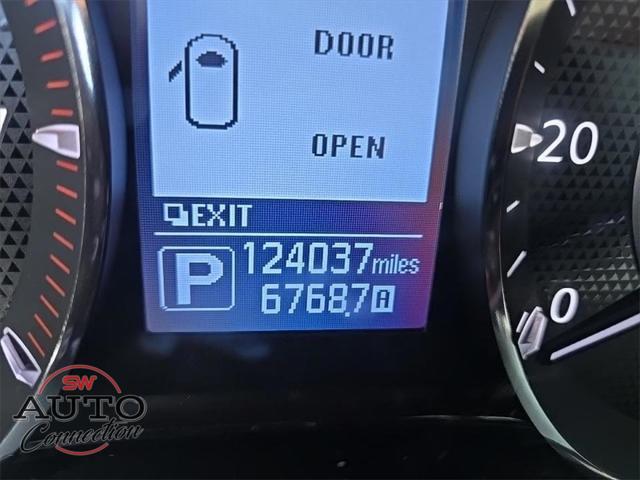 DOOR
OPEN
EXIT
P 124037 miles
6768.7 A
20
0
SW
AUTO
Connection